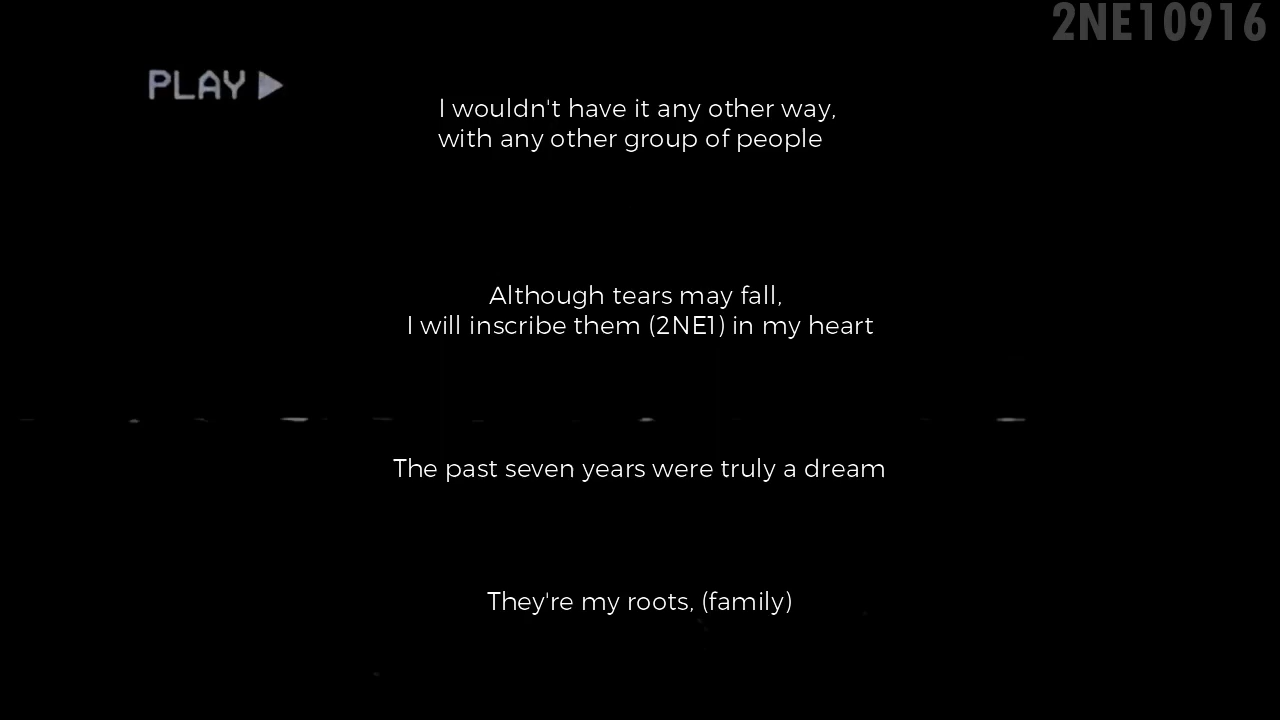 2NE10916
PLAY
I wouldn't have it any other way,
with any other group of people
Although tears may fall,
I will inscribe them (2NE1) in my heart
The past seven years were truly a dream
They're my roots, (family)